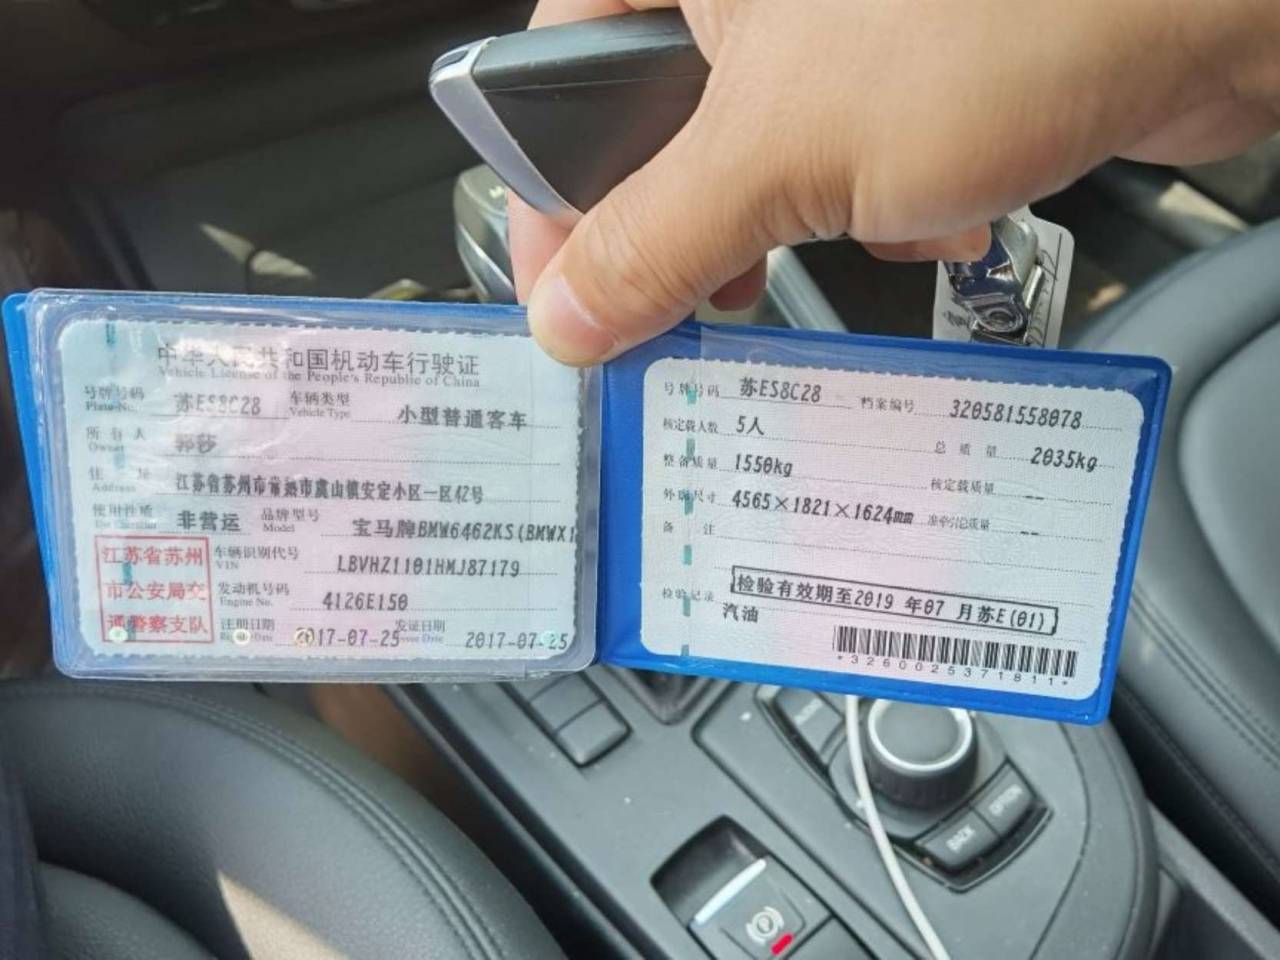 中华人民共和国机动车行驶证
Vehicle License of the People's Republic of China
号牌号码 苏ES8C28 车辆类型 小型普通客车
Plate No. Vehicle Type
所有人 郭莎
Owner
住址 江苏省苏州市常熟市虞山镇安定小区一区42号
Address
使用性质 非营运 品牌型号 宝马牌BMW6462KS(BMWX1
Use Character Model
江苏省苏州
市公安局交
通警察支队
车辆识别代号 LBVHZ1101HMJ87179
VIN
发动机号码 4126E150
Engine No.
注册日期 2017-07-25 发证日期 2017-07-25
Register Date Issue Date
号牌号码 苏ES8C28 档案编号 320581558078
核定载人数 5人 总质量 2035kg
整备质量 1550kg 核定载质量 --
外廓尺寸 4565×1821×1624mm 准牵引总质量 --
备注
检验记录 检验有效期至2019年07月苏E(01)
汽油
*3260025371811*
BACK
OPTION
P